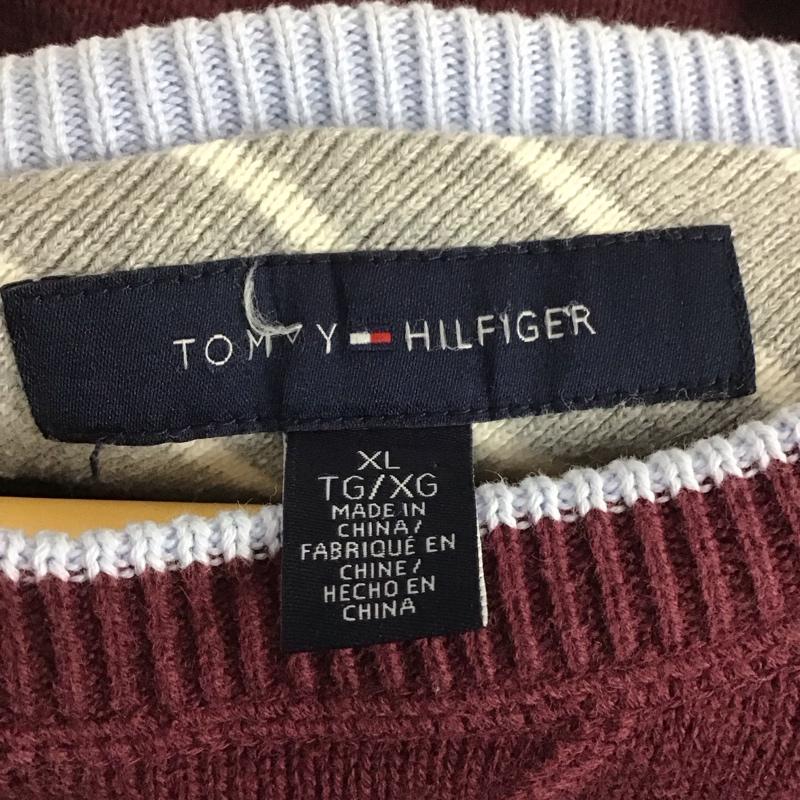 TOMMY HILFIGER
XL
TG/XG
MADE IN
CHINA/
FABRIQUÉ EN
CHINE/
HECHO EN
CHINA